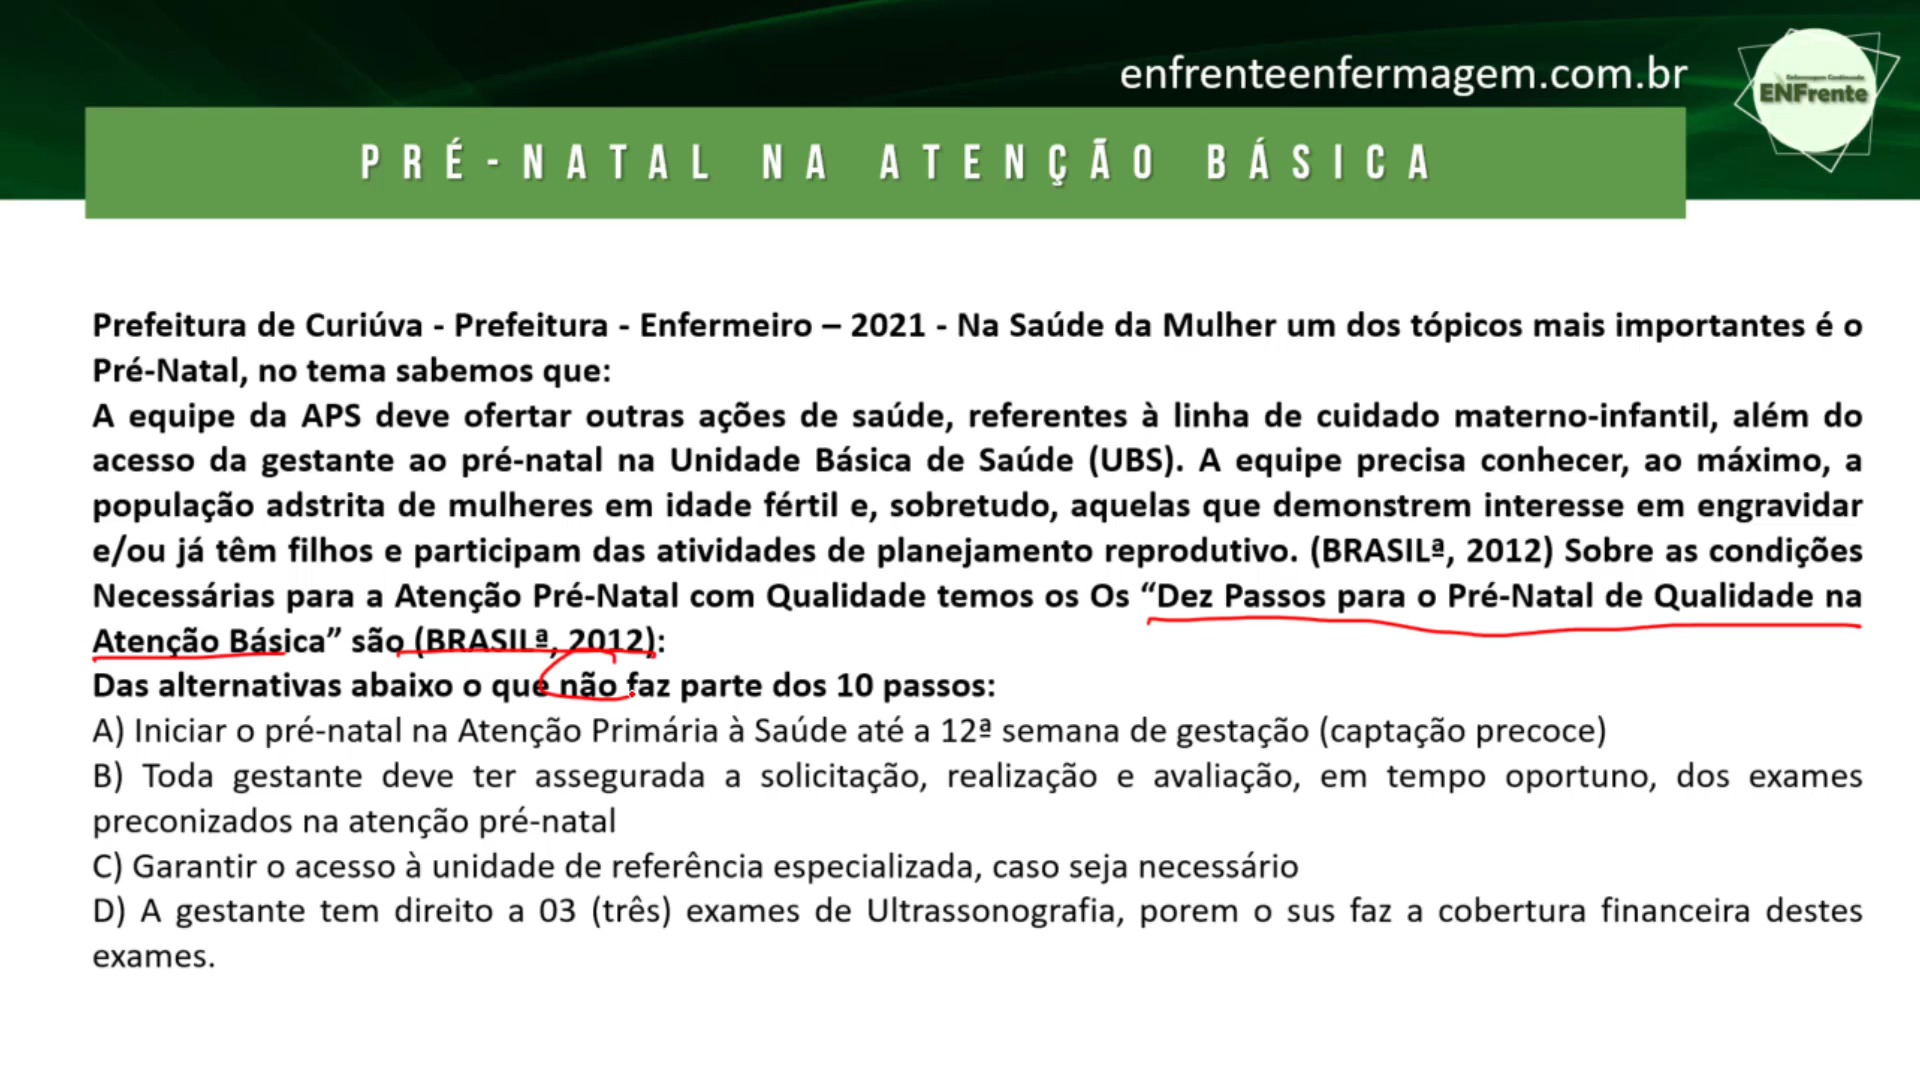 enfrenteenfermagem.com.br
Enfermagem Continuada
ENFrente
PRÉ-NATAL NA ATENÇÃO BÁSICA
Prefeitura de Curiúva - Prefeitura - Enfermeiro – 2021 - Na Saúde da Mulher um dos tópicos mais importantes é o
Pré-Natal, no tema sabemos que:
A equipe da APS deve ofertar outras ações de saúde, referentes à linha de cuidado materno-infantil, além do
acesso da gestante ao pré-natal na Unidade Básica de Saúde (UBS). A equipe precisa conhecer, ao máximo, a
população adstrita de mulheres em idade fértil e, sobretudo, aquelas que demonstrem interesse em engravidar
e/ou já têm filhos e participam das atividades de planejamento reprodutivo. (BRASILª, 2012) Sobre as condições
Necessárias para a Atenção Pré-Natal com Qualidade temos os Os “Dez Passos para o Pré-Natal de Qualidade na
Atenção Básica” são (BRASILª, 2012):
Das alternativas abaixo o que não faz parte dos 10 passos:
A) Iniciar o pré-natal na Atenção Primária à Saúde até a 12ª semana de gestação (captação precoce)
B) Toda gestante deve ter assegurada a solicitação, realização e avaliação, em tempo oportuno, dos exames
preconizados na atenção pré-natal
C) Garantir o acesso à unidade de referência especializada, caso seja necessário
D) A gestante tem direito a 03 (três) exames de Ultrassonografia, porem o sus faz a cobertura financeira destes
exames.